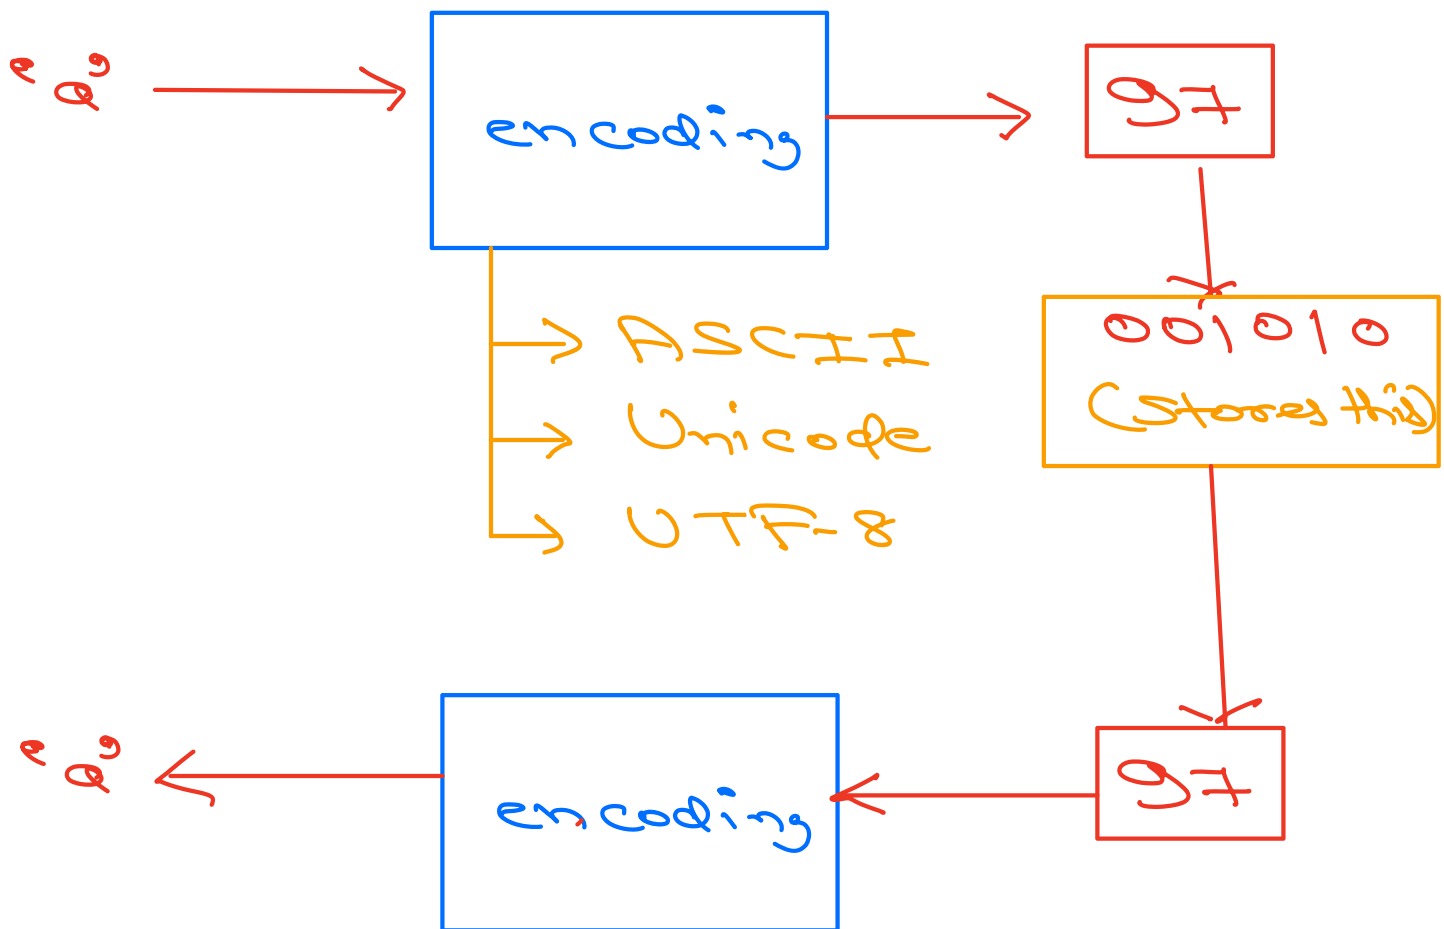 "a"
encoding
97
ASCII
Unicode
UTF-8
001010
(stores this)
"a"
encoding
97